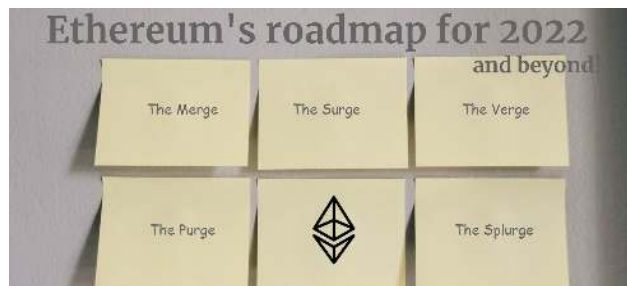 Ethereum's roadmap for 2022
and beyond!
The Merge
The Surge
The Verge
The Purge
The Splurge